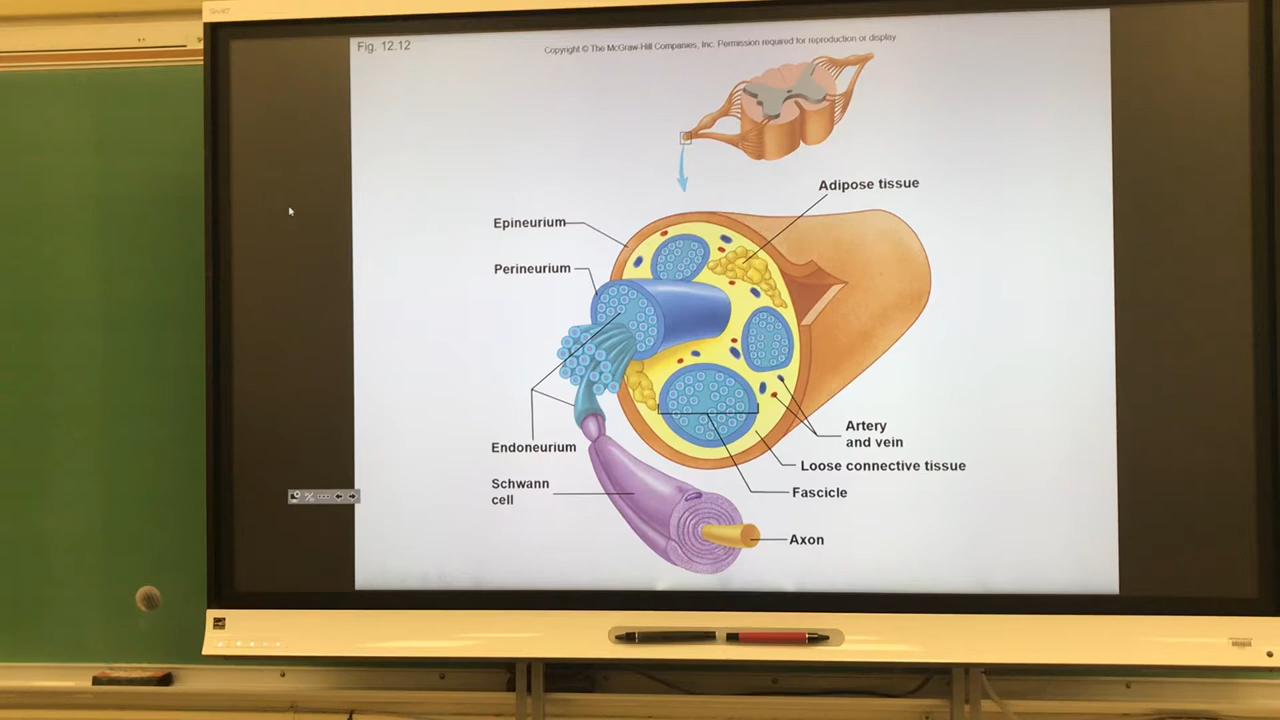 SMART
Fig. 12.12
Copyright © The McGraw-Hill Companies, Inc. Permission required for reproduction or display
Adipose tissue
Epineurium
Perineurium
Endoneurium
Artery
and vein
Loose connective tissue
Schwann
cell
Fascicle
Axon